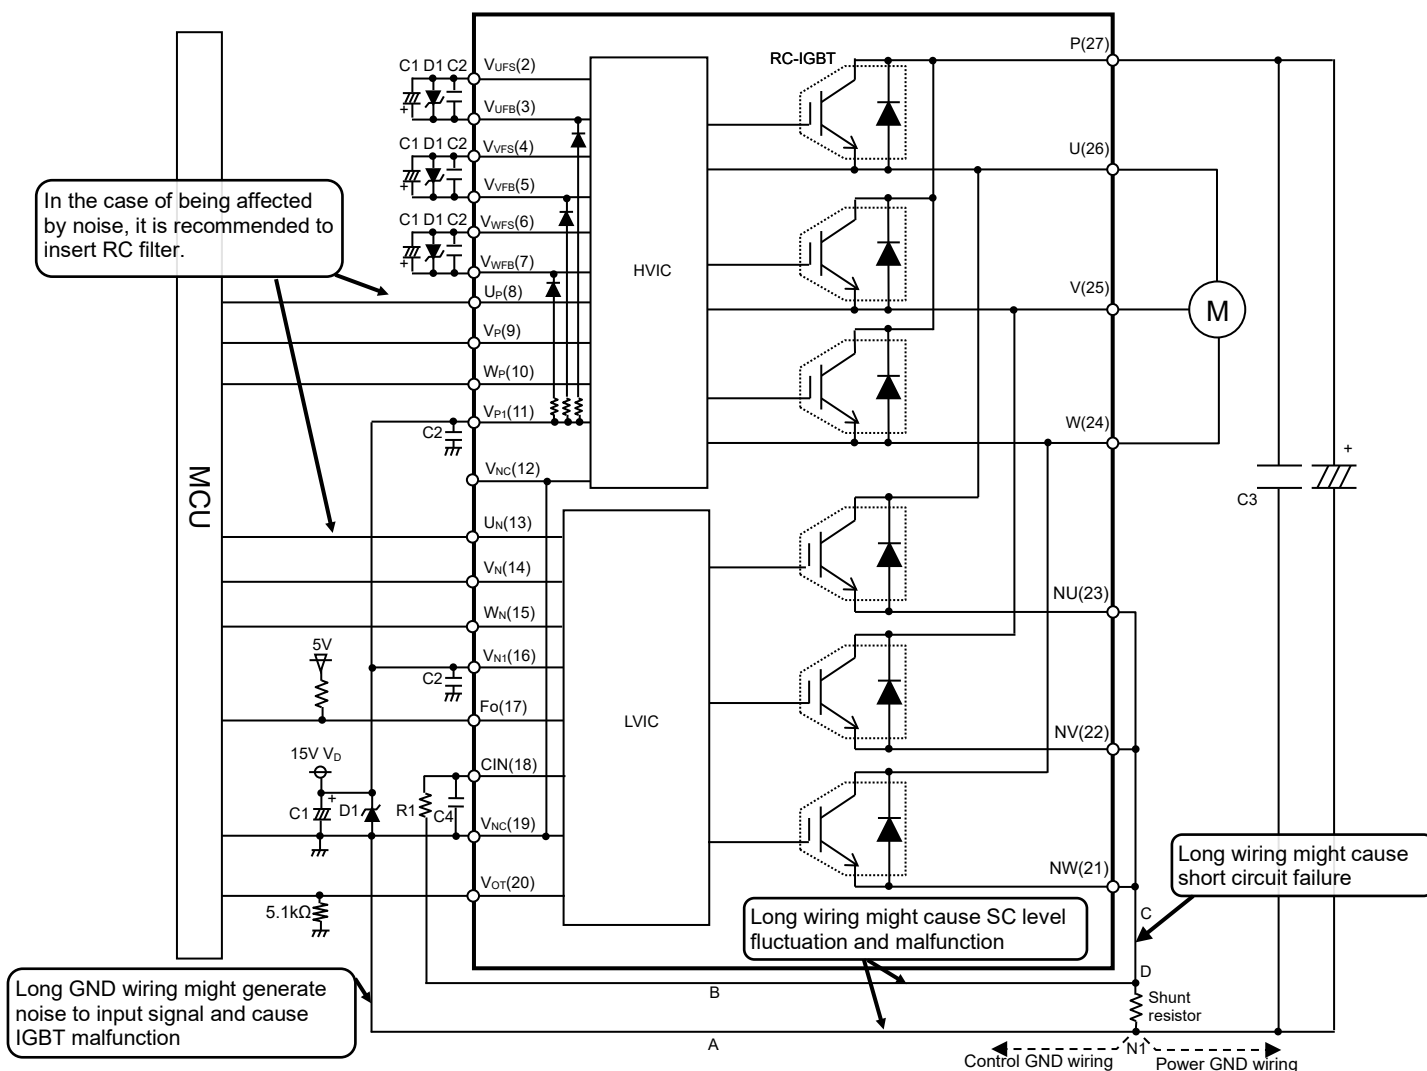 RC-IGBT
P(27)
C1 D1 C2
VUFS(2)
+
VUFB(3)
C1 D1 C2
VVFS(4)
+
VVFB(5)
C1 D1 C2
VWFS(6)
+
VWFB(7)
U(26)
In the case of being affected
by noise, it is recommended to
insert RC filter.
HVIC
UP(8)
V(25)
M
VP(9)
WP(10)
VP1(11)
C2
W(24)
VNC(12)
MCU
+
C3
UN(13)
VN(14)
WN(15)
NU(23)
5V
VN1(16)
C2
Fo(17)
LVIC
NV(22)
15V VD
CIN(18)
+
C1
D1
R1
C4
VNC(19)
NW(21)
Long wiring might cause
short circuit failure
VOT(20)
5.1kΩ
Long wiring might cause SC level
fluctuation and malfunction
C
D
Long GND wiring might generate
noise to input signal and cause
IGBT malfunction
B
Shunt
resistor
A
N1
Control GND wiring
Power GND wiring